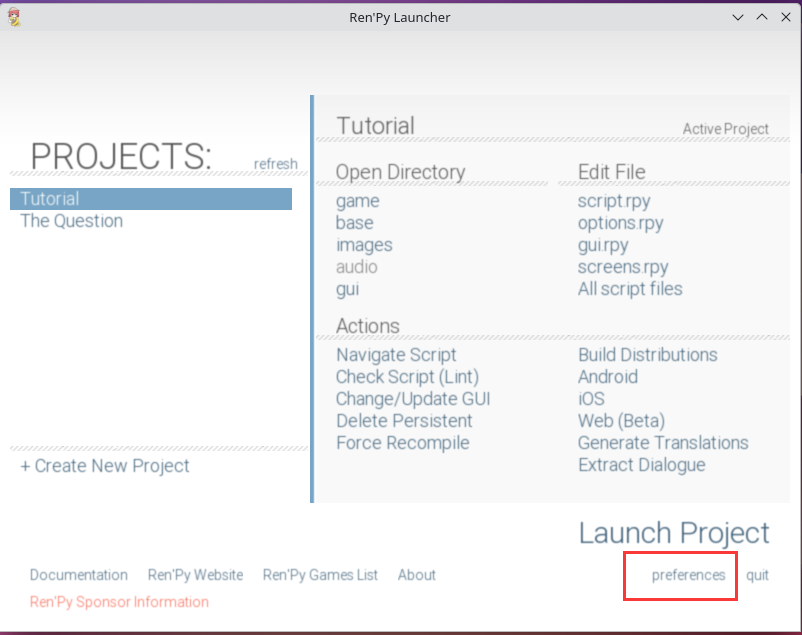 Ren'Py Launcher
PROJECTS:
refresh
Tutorial
The Question
+ Create New Project
Tutorial
Active Project
Open Directory
game
base
images
audio
gui
Edit File
script.rpy
options.rpy
gui.rpy
screens.rpy
All script files
Actions
Navigate Script
Check Script (Lint)
Change/Update GUI
Delete Persistent
Force Recompile
Build Distributions
Android
iOS
Web (Beta)
Generate Translations
Extract Dialogue
Launch Project
Documentation
Ren'Py Website
Ren'Py Games List
About
preferences
quit
Ren'Py Sponsor Information